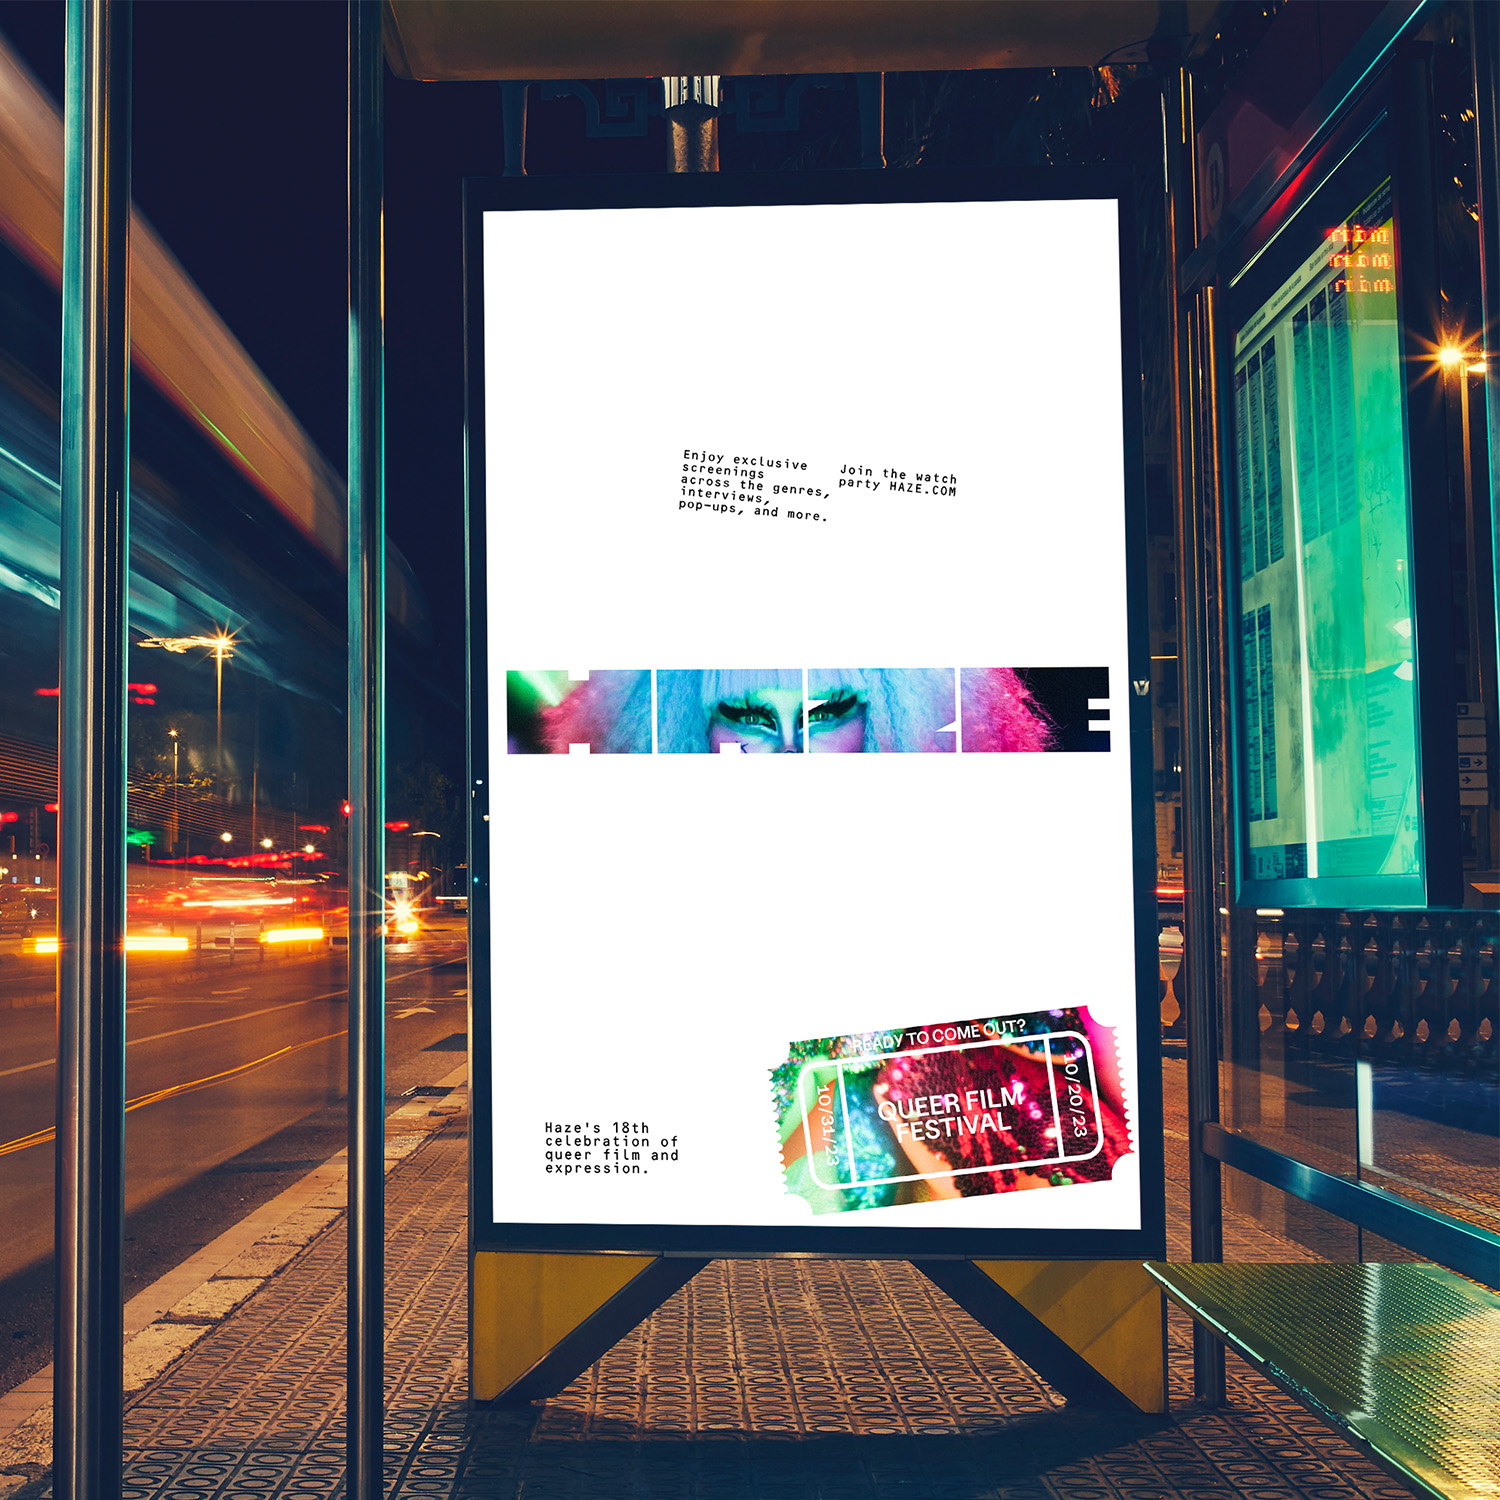 Enjoy exclusive
screenings
across the genres,
interviews,
pop-ups, and more.
Join the watch
party HAZE.COM
HAZE
READY TO COME OUT?
10/31/23
QUEER FILM
FESTIVAL
10/20/23
Haze's 18th
celebration of
queer film and
expression.